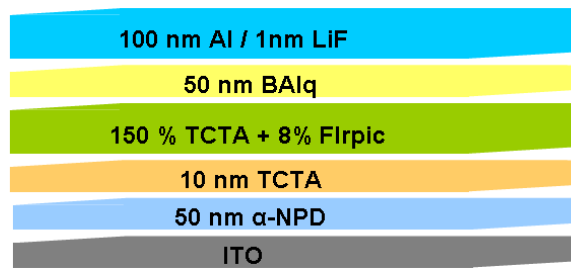 100 nm Al / 1nm LiF
50 nm BAlq
150 % TCTA + 8% FIrpic
10 nm TCTA
50 nm α-NPD
ITO